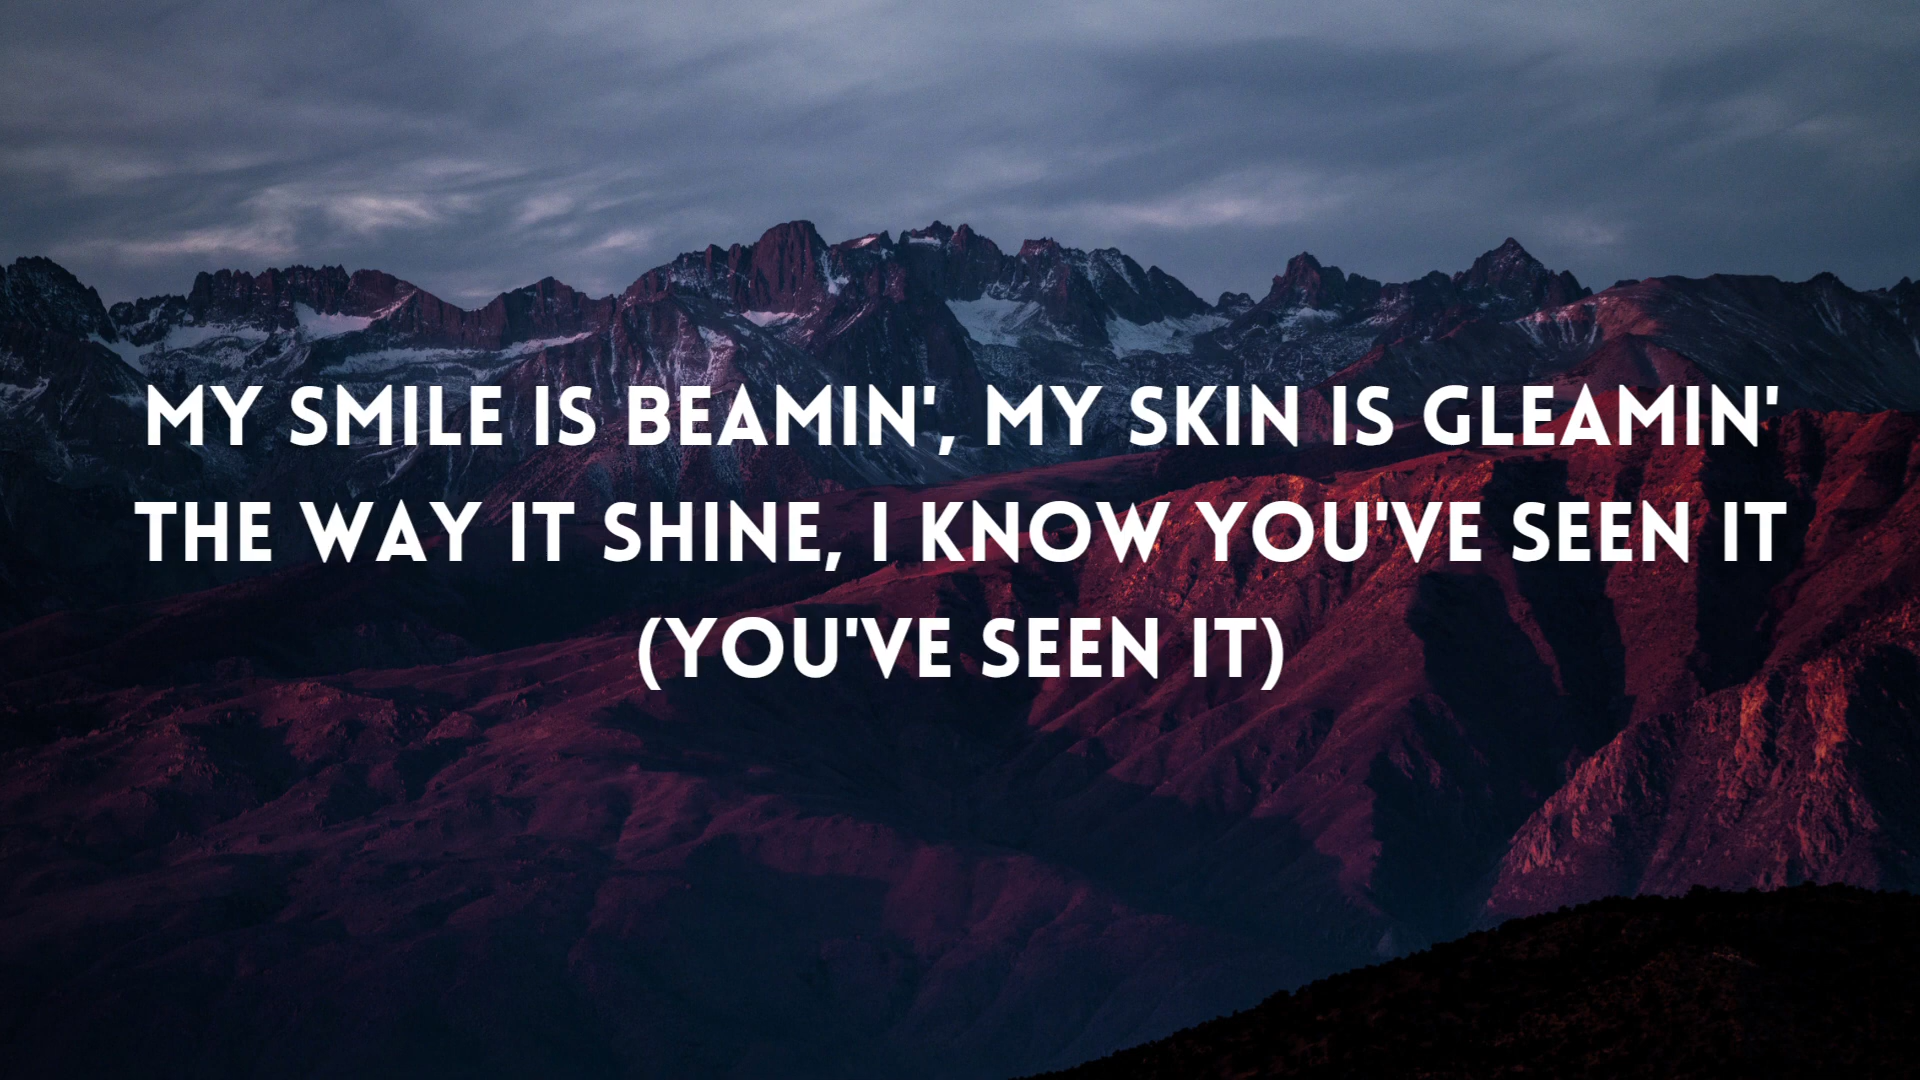 MY SMILE IS BEAMIN', MY SKIN IS GLEAMIN'
THE WAY IT SHINE, I KNOW YOU'VE SEEN IT
(YOU'VE SEEN IT)